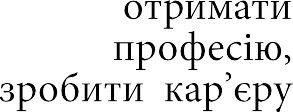 отримати
професію,
зробити кар’єру